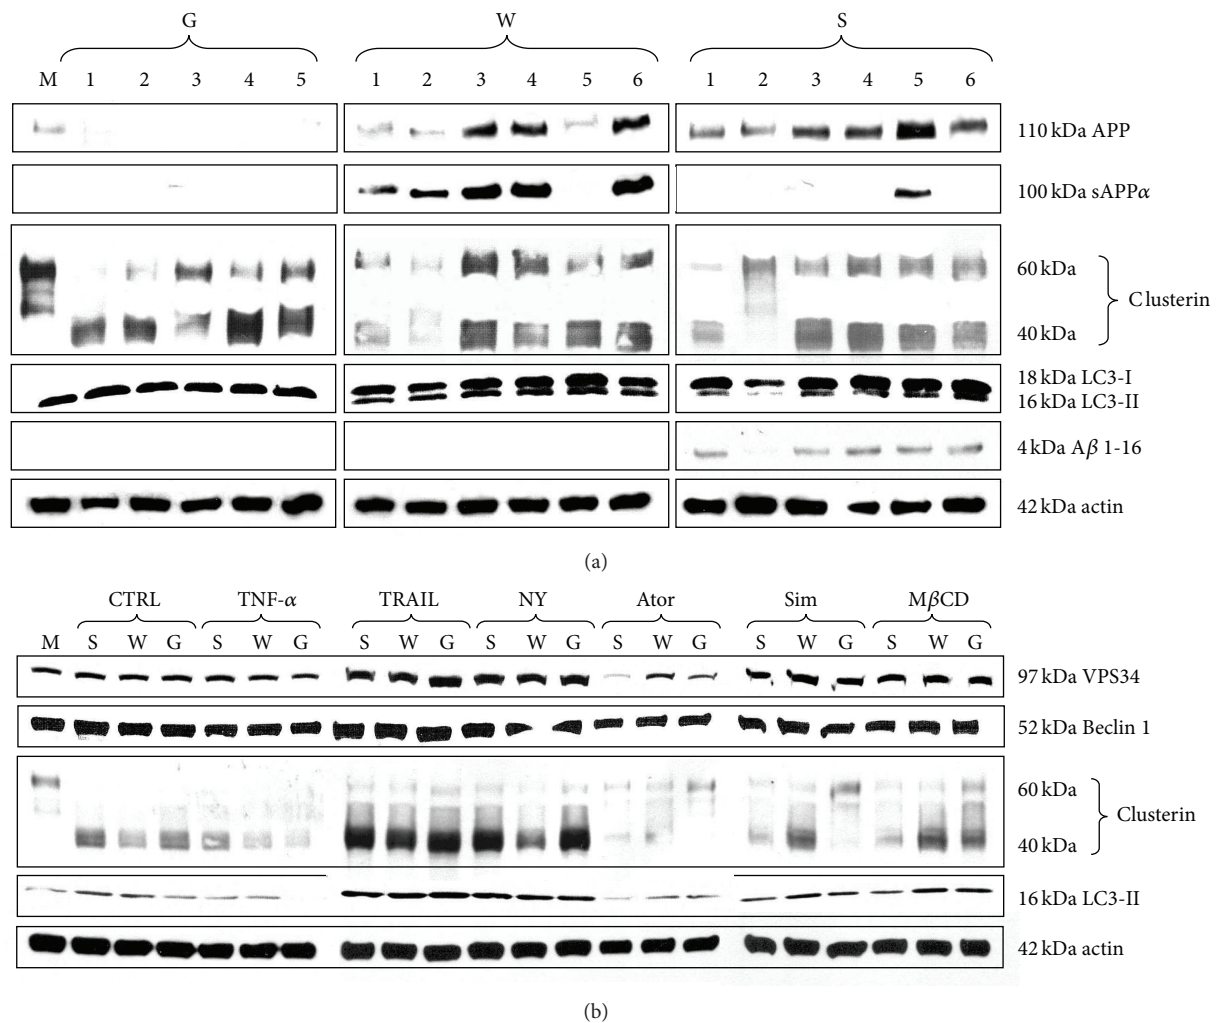 G W S
M 1 2 3 4 5 1 2 3 4 5 6 1 2 3 4 5 6
110 kDa APP
100 kDa sAPPα
60 kDa
Clusterin
40 kDa
18 kDa LC3-I
16 kDa LC3-II
4 kDa Aβ 1-16
42 kDa actin
(a)
CTRL TNF-α TRAIL NY Ator Sim MβCD
M S W G S W G S W G S W G S W G S W G S W G
97 kDa VPS34
52 kDa Beclin 1
60 kDa
Clusterin
40 kDa
16 kDa LC3-II
42 kDa actin
(b)